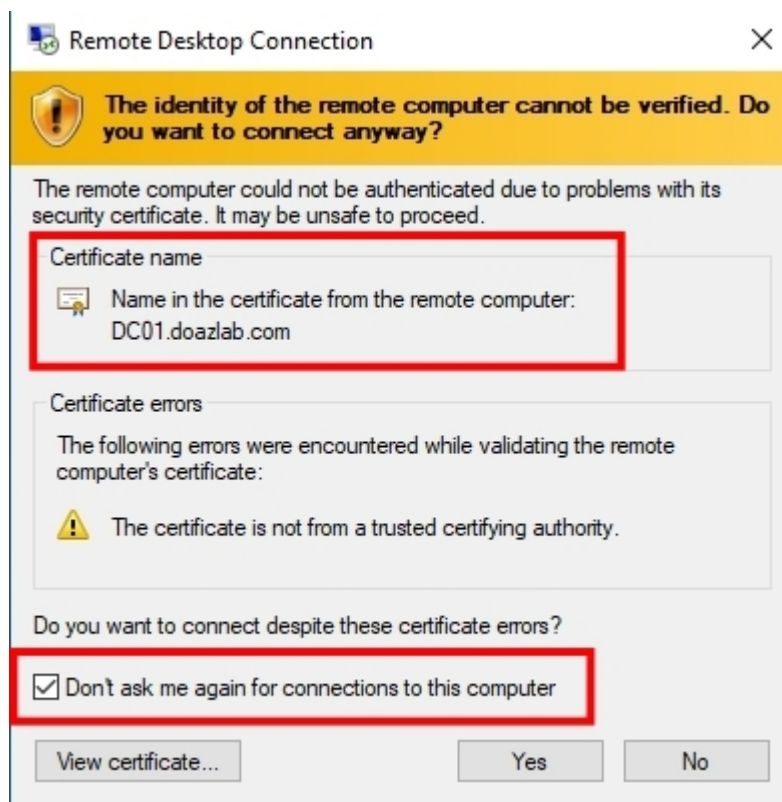 Remote Desktop Connection
The identity of the remote computer cannot be verified. Do
you want to connect anyway?
The remote computer could not be authenticated due to problems with its
security certificate. It may be unsafe to proceed.
Certificate name
Name in the certificate from the remote computer:
DC01.doazlab.com
Certificate errors
The following errors were encountered while validating the remote
computer's certificate:
The certificate is not from a trusted certifying authority.
Do you want to connect despite these certificate errors?
Don't ask me again for connections to this computer
View certificate... Yes No